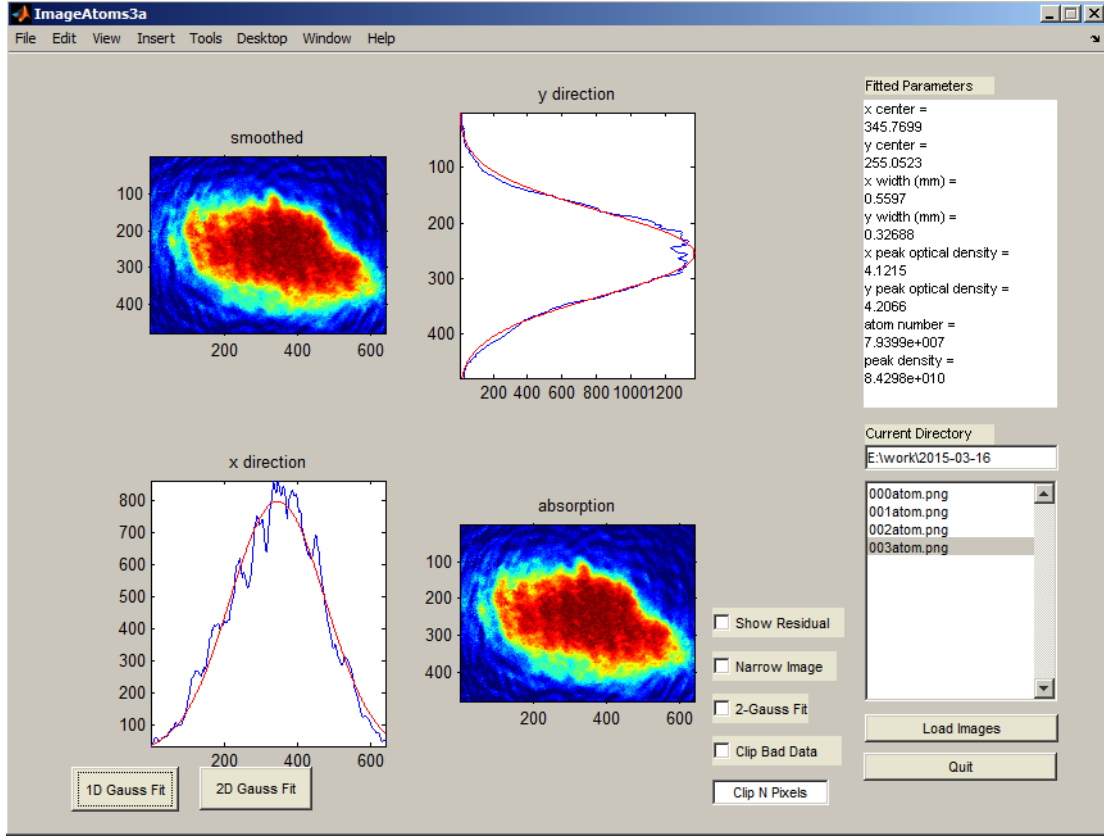 ImageAtoms3a
File Edit View Insert Tools Desktop Window Help
smoothed
100
200
300
400
200 400 600
y direction
100
200
300
400
200 400 600 800 1000 1200
Fitted Parameters
x center =
345.7699
y center =
255.0523
x width (mm) =
0.5597
y width (mm) =
0.32688
x peak optical density =
4.1215
y peak optical density =
4.2066
atom number =
7.9399e+007
peak density =
8.4298e+010
x direction
800
700
600
500
400
300
200
100
200 400 600
absorption
100
200
300
400
200 400 600
Current Directory
E:\work\2015-03-16
000atom.png
001atom.png
002atom.png
003atom.png
Show Residual
Narrow Image
2-Gauss Fit
Clip Bad Data
Clip N Pixels
Load Images
Quit
1D Gauss Fit
2D Gauss Fit